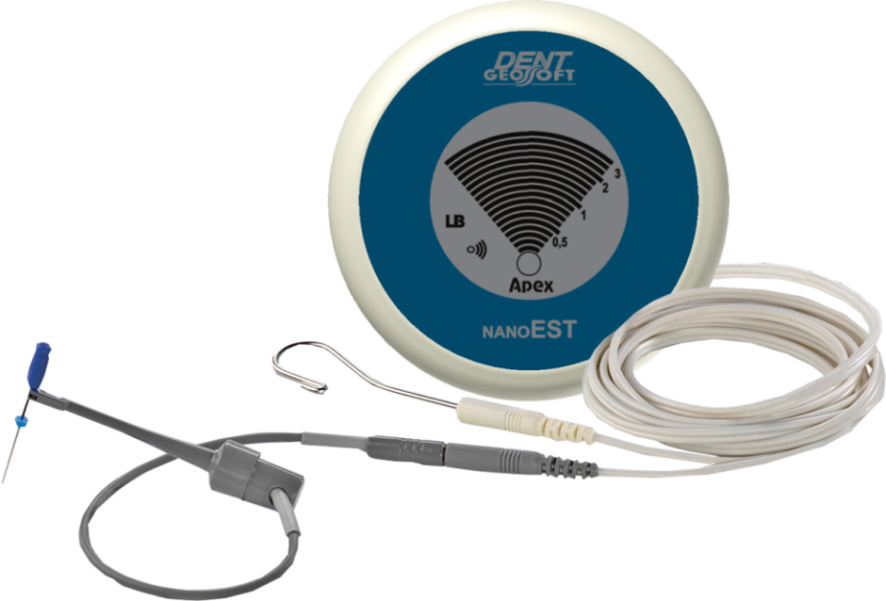 DENT
GEOSOFT
3
2
1
0,5
LB
Apex
NANOEST